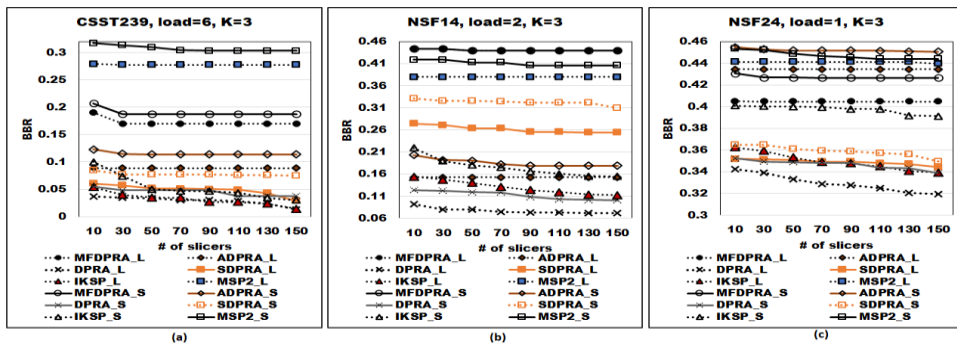 CSST239, load=6, K=3
0.3
0.25
0.2
0.15
0.1
0.05
0
BBR
10 30 50 70 90 110 130 150
# of slicers
MFDPRA_L ADPRA_L
DPRA_L SDPRA_L
IKSP_L MSP2_L
MFDPRA_S ADPRA_S
DPRA_S SDPRA_S
IKSP_S MSP2_S
(a)
NSF14, load=2, K=3
0.46
0.41
0.36
0.31
0.26
0.21
0.16
0.11
0.06
BBR
10 30 50 70 90 110 130 150
# of slicers
MFDPRA_L ADPRA_L
DPRA_L SDPRA_L
IKSP_L MSP2_L
MFDPRA_S ADPRA_S
DPRA_S SDPRA_S
IKSP_S MSP2_S
(b)
NSF24, load=1, K=3
0.46
0.44
0.42
0.4
0.38
0.36
0.34
0.32
0.3
BBR
10 30 50 70 90 110 130 150
# of slicers
MFDPRA_L ADPRA_L
DPRA_L SDPRA_L
IKSP_L MSP2_L
MFDPRA_S ADPRA_S
DPRA_S SDPRA_S
IKSP_S MSP2_S
(c)